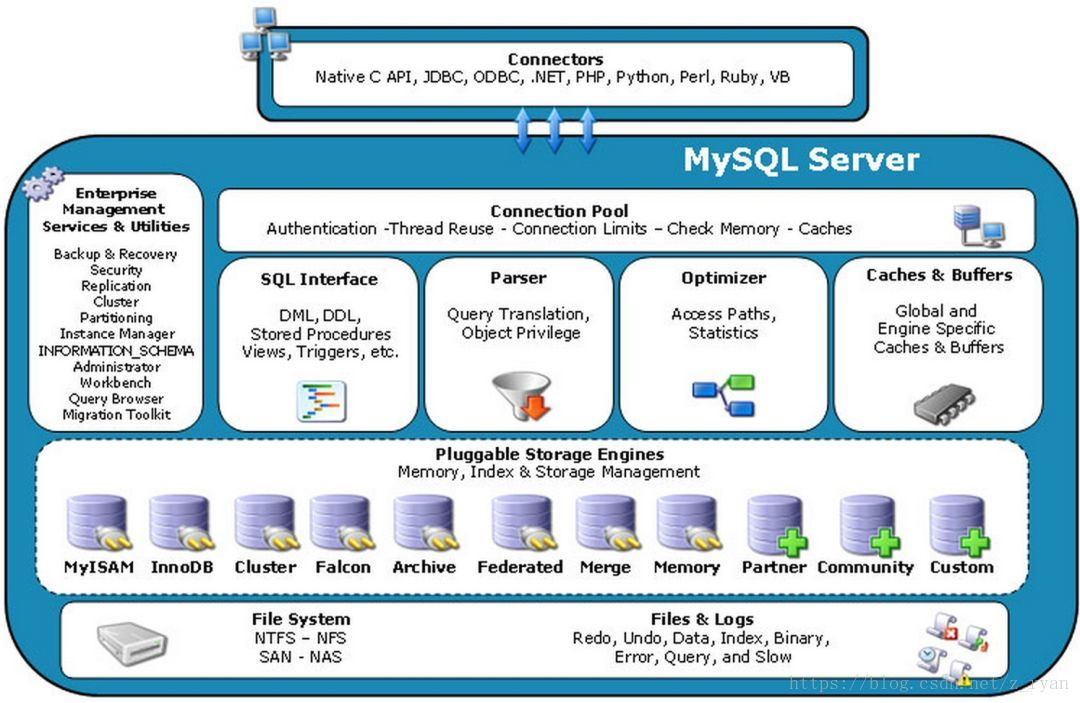 Connectors
Native C API, JDBC, ODBC, .NET, PHP, Python, Perl, Ruby, VB
MySQL Server
Enterprise
Management
Services & Utilities
Backup & Recovery
Security
Replication
Cluster
Partitioning
Instance Manager
INFORMATION_SCHEMA
Administrator
Workbench
Query Browser
Migration Toolkit
Connection Pool
Authentication -Thread Reuse - Connection Limits – Check Memory - Caches
SQL Interface
DML, DDL,
Stored Procedures
Views, Triggers, etc.
Parser
Query Translation,
Object Privilege
Optimizer
Access Paths,
Statistics
Caches & Buffers
Global and
Engine Specific
Caches & Buffers
Pluggable Storage Engines
Memory, Index & Storage Management
MyISAM InnoDB Cluster Falcon Archive Federated Merge Memory Partner Community Custom
File System
NTFS – NFS
SAN - NAS
Files & Logs
Redo, Undo, Data, Index, Binary,
Error, Query, and Slow
https://blog.csdn.net/z_ryan